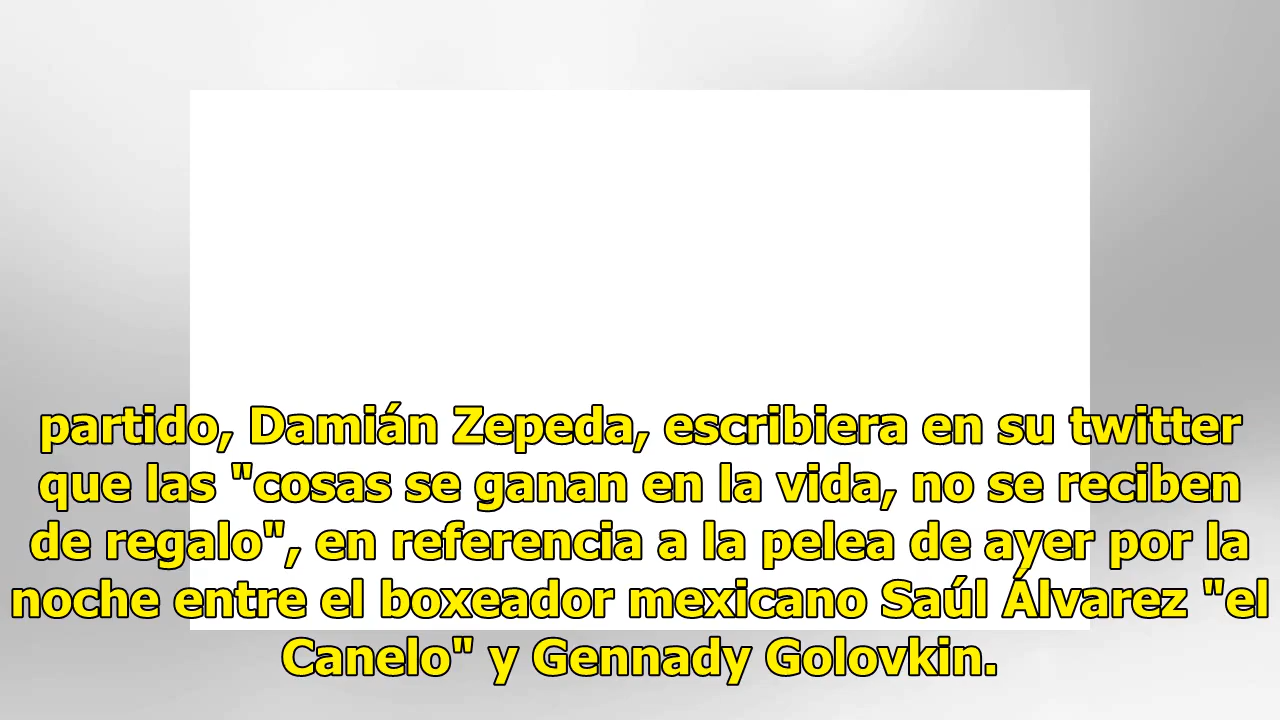 partido, Damián Zepeda, escribiera en su twitter
que las "cosas se ganan en la vida, no se reciben
de regalo", en referencia a la pelea de ayer por la
noche entre el boxeador mexicano Saúl Álvarez "el
Canelo" y Gennady Golovkin.